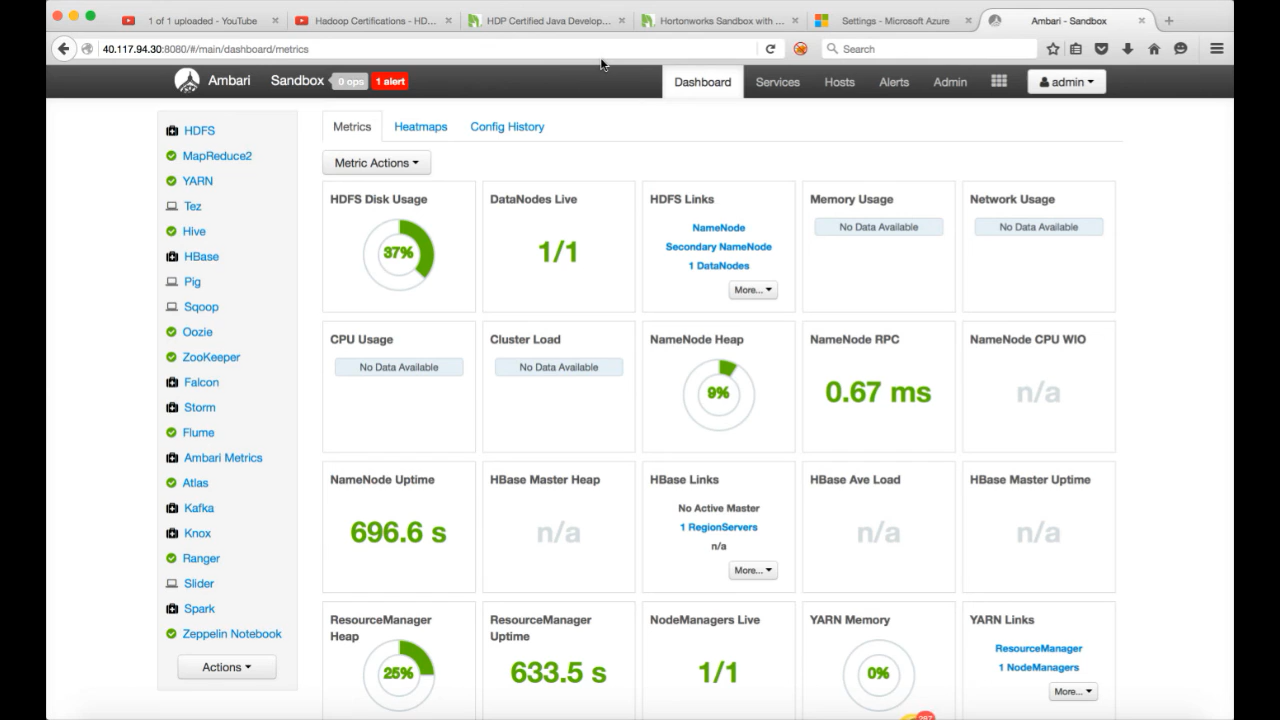 1 of 1 uploaded - YouTube
Hadoop Certifications - HD...
HDP Certified Java Develop...
Hortonworks Sandbox with ...
Settings - Microsoft Azure
Ambari - Sandbox
40.117.94.30:8080/#/main/dashboard/metrics
Search
Ambari Sandbox 0 ops 1 alert
Dashboard Services Hosts Alerts Admin admin
HDFS
MapReduce2
YARN
Tez
Hive
HBase
Pig
Sqoop
Oozie
ZooKeeper
Falcon
Storm
Flume
Ambari Metrics
Atlas
Kafka
Knox
Ranger
Slider
Spark
Zeppelin Notebook
Actions
Metrics Heatmaps Config History
Metric Actions
HDFS Disk Usage
37%
DataNodes Live
1/1
HDFS Links
NameNode
Secondary NameNode
1 DataNodes
More...
Memory Usage
No Data Available
Network Usage
No Data Available
CPU Usage
No Data Available
Cluster Load
No Data Available
NameNode Heap
9%
NameNode RPC
0.67 ms
NameNode CPU WIO
n/a
NameNode Uptime
696.6 s
HBase Master Heap
n/a
HBase Links
No Active Master
1 RegionServers
n/a
More...
HBase Ave Load
n/a
HBase Master Uptime
n/a
ResourceManager
Heap
25%
ResourceManager
Uptime
633.5 s
NodeManagers Live
1/1
YARN Memory
0%
YARN Links
ResourceManager
1 NodeManagers
More...